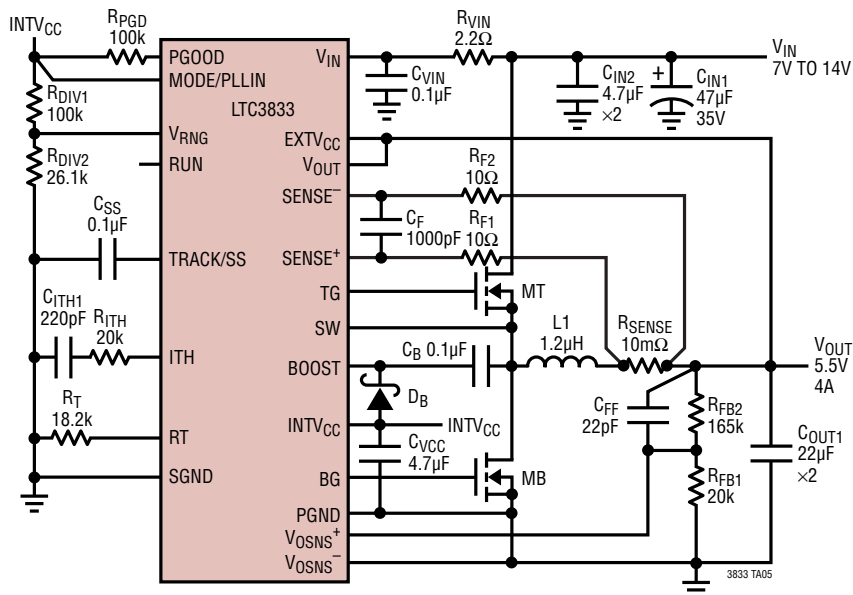 INTVCC
RPGD
100k
PGOOD
MODE/PLLIN
LTC3833
RDIV1
100k
VRNG
RDIV2
26.1k
RUN
CSS
0.1µF
TRACK/SS
CITH1
220pF
RITH
20k
ITH
RT
18.2k
RT
SGND
VIN
CVIN
0.1µF
RVIN
2.2Ω
CIN2
4.7µF
×2
+
CIN1
47µF
35V
VIN
7V TO 14V
EXTVCC
VOUT
SENSE–
RF2
10Ω
CF
1000pF
RF1
10Ω
SENSE+
TG
MT
SW
BOOST
CB 0.1µF
L1
1.2µH
RSENSE
10mΩ
VOUT
5.5V
4A
DB
INTVCC
INTVCC
CVCC
4.7µF
CFF
22pF
RFB2
165k
COUT1
22µF
×2
RFB1
20k
BG
MB
PGND
VOSNS+
VOSNS–
3833 TA05